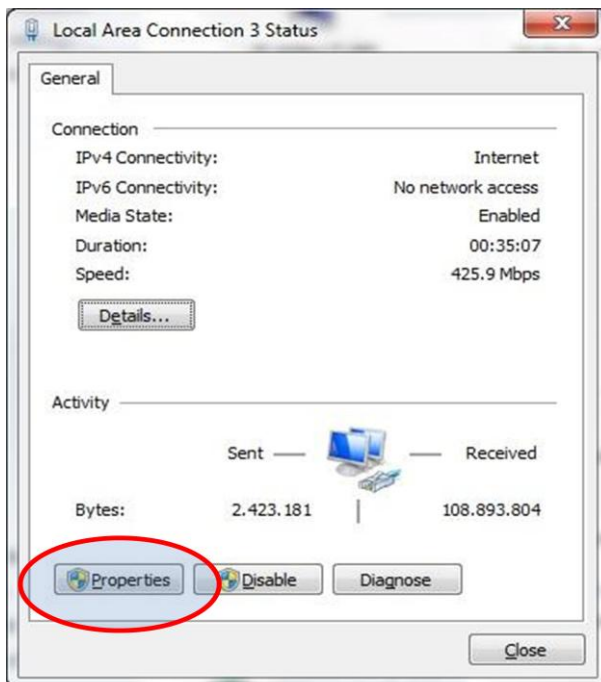 Local Area Connection 3 Status
General
Connection
IPv4 Connectivity: Internet
IPv6 Connectivity: No network access
Media State: Enabled
Duration: 00:35:07
Speed: 425.9 Mbps
Details...
Activity
Sent Received
Bytes: 2.423.181 108.893.804
Properties Disable Diagnose
Close